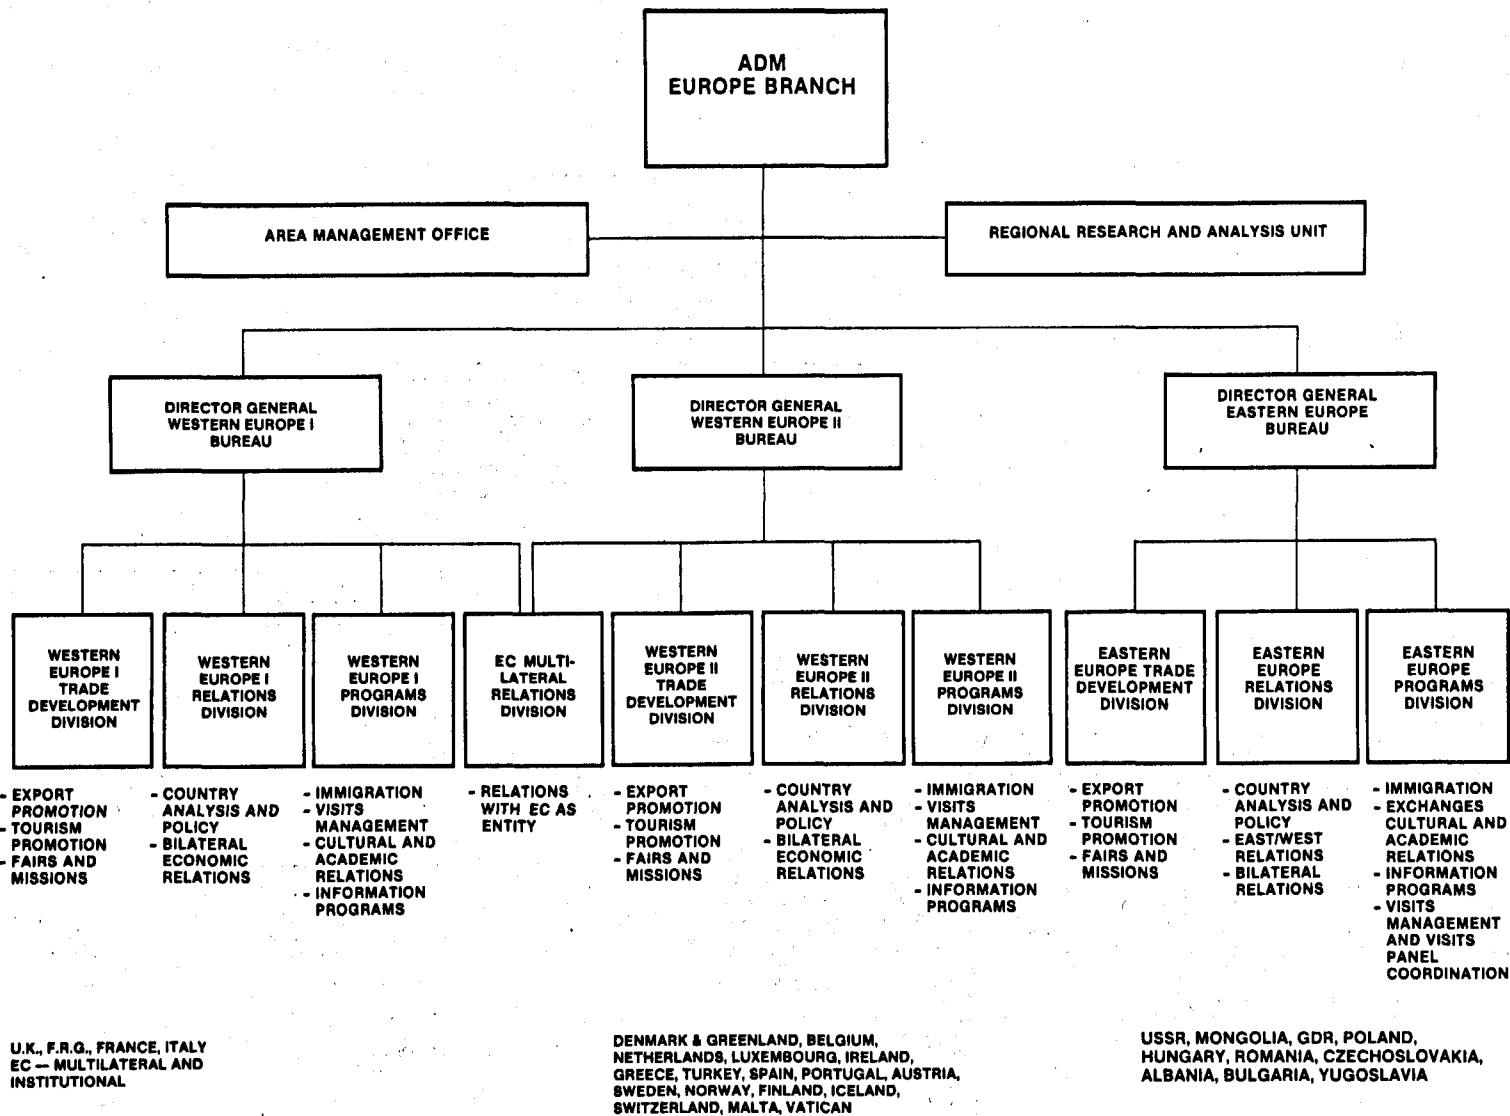 ADM
EUROPE BRANCH
AREA MANAGEMENT OFFICE
REGIONAL RESEARCH AND ANALYSIS UNIT
DIRECTOR GENERAL
WESTERN EUROPE I
BUREAU
DIRECTOR GENERAL
WESTERN EUROPE II
BUREAU
DIRECTOR GENERAL
EASTERN EUROPE
BUREAU
WESTERN
EUROPE I
TRADE
DEVELOPMENT
DIVISION
WESTERN
EUROPE I
RELATIONS
DIVISION
WESTERN
EUROPE I
PROGRAMS
DIVISION
EC MULTI-
LATERAL
RELATIONS
DIVISION
WESTERN
EUROPE II
TRADE
DEVELOPMENT
DIVISION
WESTERN
EUROPE II
RELATIONS
DIVISION
WESTERN
EUROPE II
PROGRAMS
DIVISION
EASTERN
EUROPE TRADE
DEVELOPMENT
DIVISION
EASTERN
EUROPE
RELATIONS
DIVISION
EASTERN
EUROPE
PROGRAMS
DIVISION
- EXPORT
PROMOTION
- TOURISM
PROMOTION
- FAIRS AND
MISSIONS
- COUNTRY
ANALYSIS AND
POLICY
- BILATERAL
ECONOMIC
RELATIONS
- IMMIGRATION
- VISITS
MANAGEMENT
- CULTURAL AND
ACADEMIC
RELATIONS
- INFORMATION
PROGRAMS
- RELATIONS
WITH EC AS
ENTITY
- EXPORT
PROMOTION
- TOURISM
PROMOTION
- FAIRS AND
MISSIONS
- COUNTRY
ANALYSIS AND
POLICY
- BILATERAL
ECONOMIC
RELATIONS
- IMMIGRATION
- VISITS
MANAGEMENT
- CULTURAL AND
ACADEMIC
RELATIONS
- INFORMATION
PROGRAMS
- EXPORT
PROMOTION
- TOURISM
PROMOTION
- FAIRS AND
MISSIONS
- COUNTRY
ANALYSIS AND
POLICY
- EAST/WEST
RELATIONS
- BILATERAL
RELATIONS
- IMMIGRATION
- EXCHANGES
CULTURAL AND
ACADEMIC
RELATIONS
- INFORMATION
PROGRAMS
- VISITS
MANAGEMENT
AND VISITS
PANEL
COORDINATION
U.K., F.R.G., FRANCE, ITALY
EC — MULTILATERAL AND
INSTITUTIONAL
DENMARK & GREENLAND, BELGIUM,
NETHERLANDS, LUXEMBOURG, IRELAND,
GREECE, TURKEY, SPAIN, PORTUGAL, AUSTRIA,
SWEDEN, NORWAY, FINLAND, ICELAND,
SWITZERLAND, MALTA, VATICAN
USSR, MONGOLIA, GDR, POLAND,
HUNGARY, ROMANIA, CZECHOSLOVAKIA,
ALBANIA, BULGARIA, YUGOSLAVIA